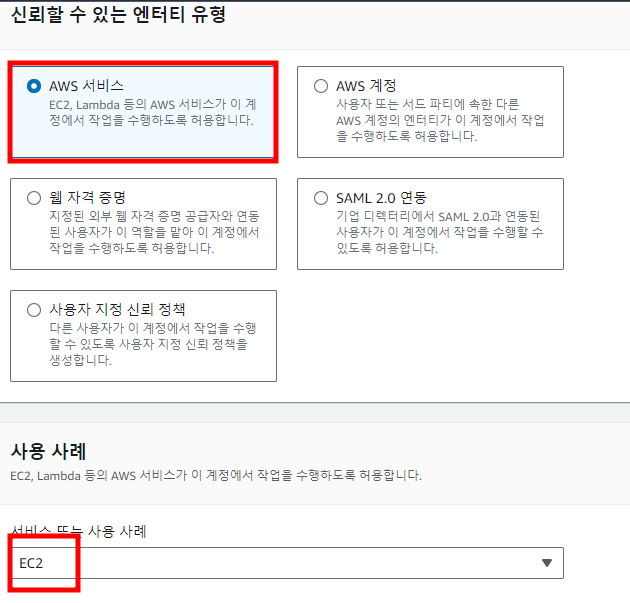 신뢰할 수 있는 엔터티 유형
AWS 서비스
EC2, Lambda 등의 AWS 서비스가 이 계
정에서 작업을 수행하도록 허용합니다.
AWS 계정
사용자 또는 서드 파티에 속한 다른
AWS 계정의 엔터티가 이 계정에서 작업
을 수행하도록 허용합니다.
웹 자격 증명
지정된 외부 웹 자격 증명 공급자와 연동
된 사용자가 이 역할을 맡아 이 계정에서
작업을 수행하도록 허용합니다.
SAML 2.0 연동
기업 디렉터리에서 SAML 2.0과 연동된
사용자가 이 계정에서 작업을 수행할 수
있도록 허용합니다.
사용자 지정 신뢰 정책
다른 사용자가 이 계정에서 작업을 수행
할 수 있도록 사용자 지정 신뢰 정책을
생성합니다.
사용 사례
EC2, Lambda 등의 AWS 서비스가 이 계정에서 작업을 수행하도록 허용합니다.
서비스 또는 사용 사례
EC2